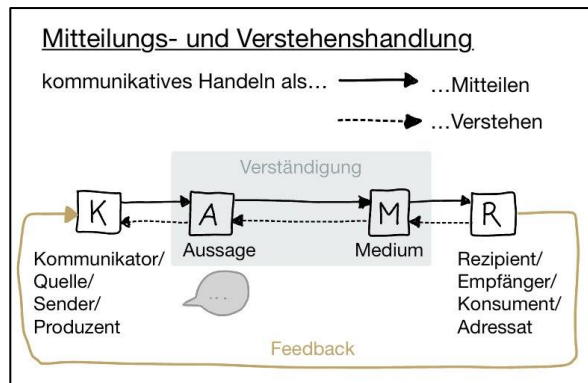 Mitteilungs- und Verstehenshandlung
kommunikatives Handeln als... ...Mitteilen
...Verstehen
Verständigung
K A M R
Aussage Medium
Kommunikator/
Quelle/
Sender/
Produzent
Rezipient/
Empfänger/
Konsument/
Adressat
...
Feedback